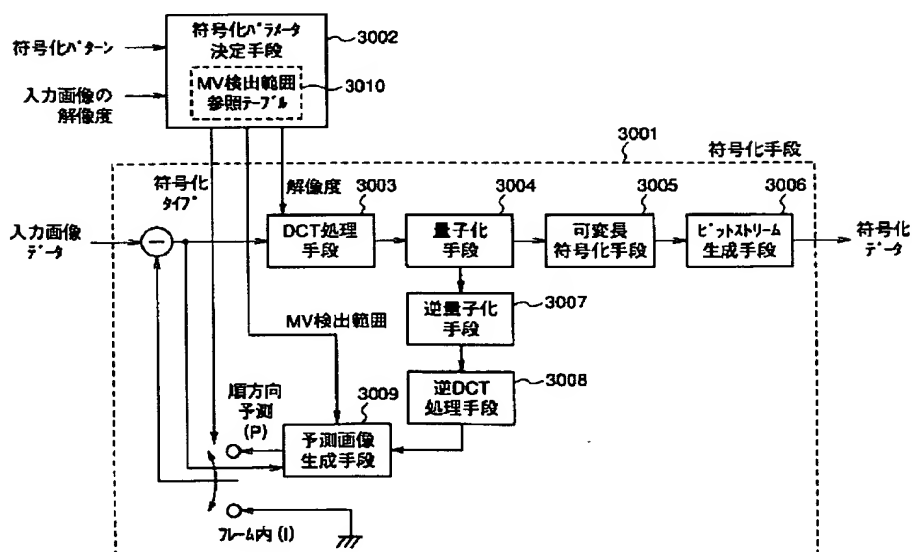 符号化パラメータ
決定手段
3002
符号化パターン
MV検出範囲
参照テーブル
3010
入力画像の
解像度
3001
符号化手段
符号化
タイプ
解像度
3003
3004
3005
3006
入力画像
データ
DCT処理
手段
量子化
手段
可変長
符号化手段
ビットストリーム
生成手段
符号化
データ
逆量子化
手段
3007
MV検出範囲
逆DCT
処理手段
3008
順方向
予測
(P)
3009
予測画像
生成手段
フレーム内(I)